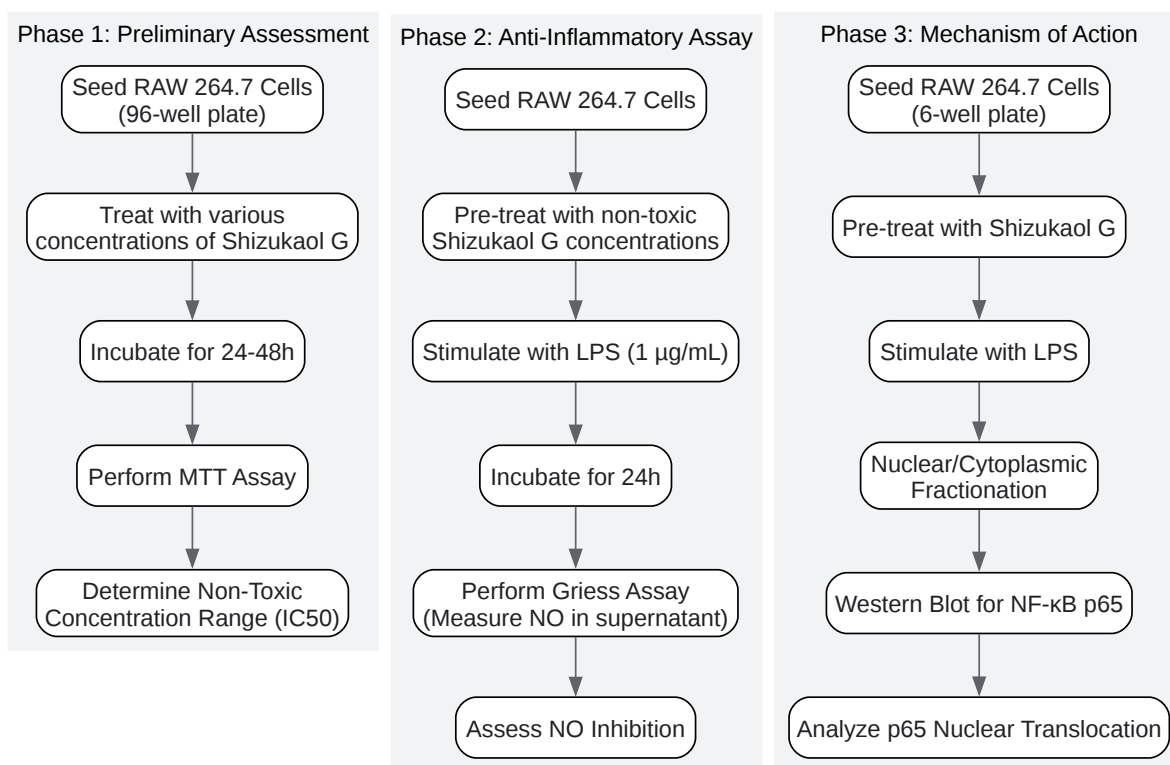 Phase 1: Preliminary Assessment
Seed RAW 264.7 Cells
(96-well plate)
Treat with various
concentrations of Shizukaol G
Incubate for 24-48h
Perform MTT Assay
Determine Non-Toxic
Concentration Range (IC50)
Phase 2: Anti-Inflammatory Assay
Seed RAW 264.7 Cells
Pre-treat with non-toxic
Shizukaol G concentrations
Stimulate with LPS (1 µg/mL)
Incubate for 24h
Perform Griess Assay
(Measure NO in supernatant)
Assess NO Inhibition
Phase 3: Mechanism of Action
Seed RAW 264.7 Cells
(6-well plate)
Pre-treat with Shizukaol G
Stimulate with LPS
Nuclear/Cytoplasmic
Fractionation
Western Blot for NF-κB p65
Analyze p65 Nuclear Translocation